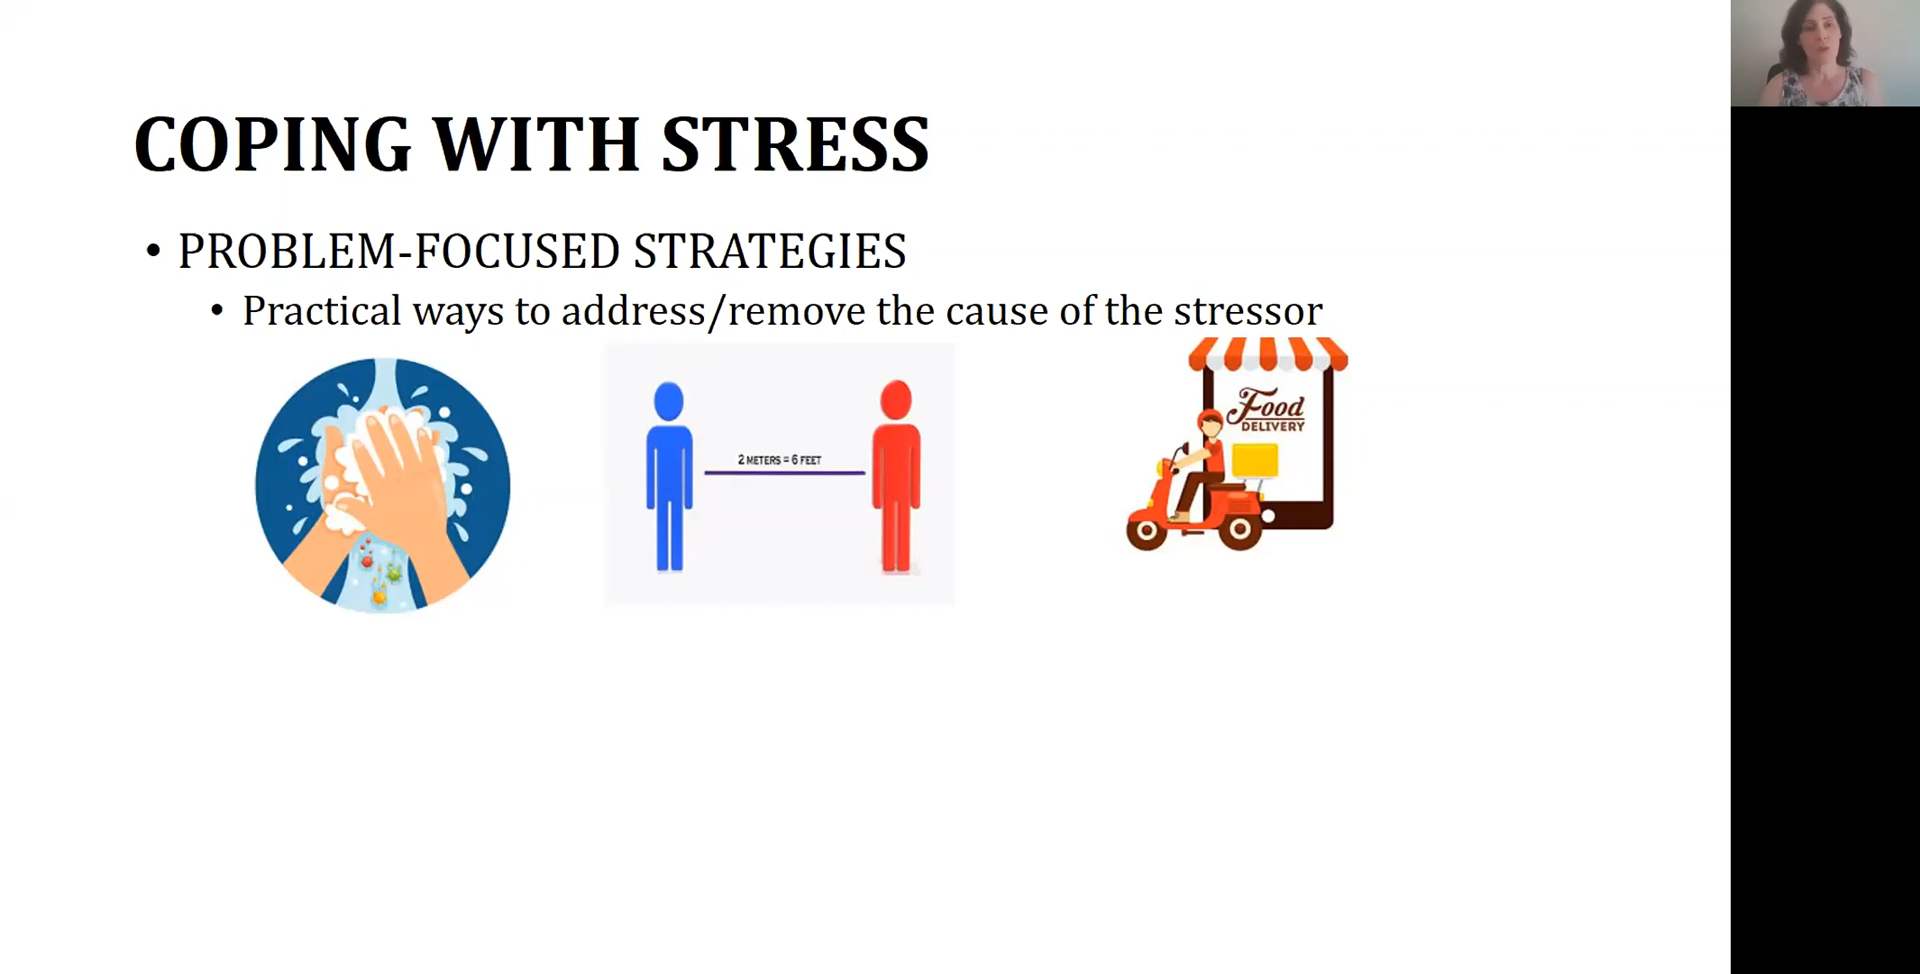 COPING WITH STRESS
• PROBLEM-FOCUSED STRATEGIES
• Practical ways to address/remove the cause of the stressor
2 METERS = 6 FEET
Food
DELIVERY